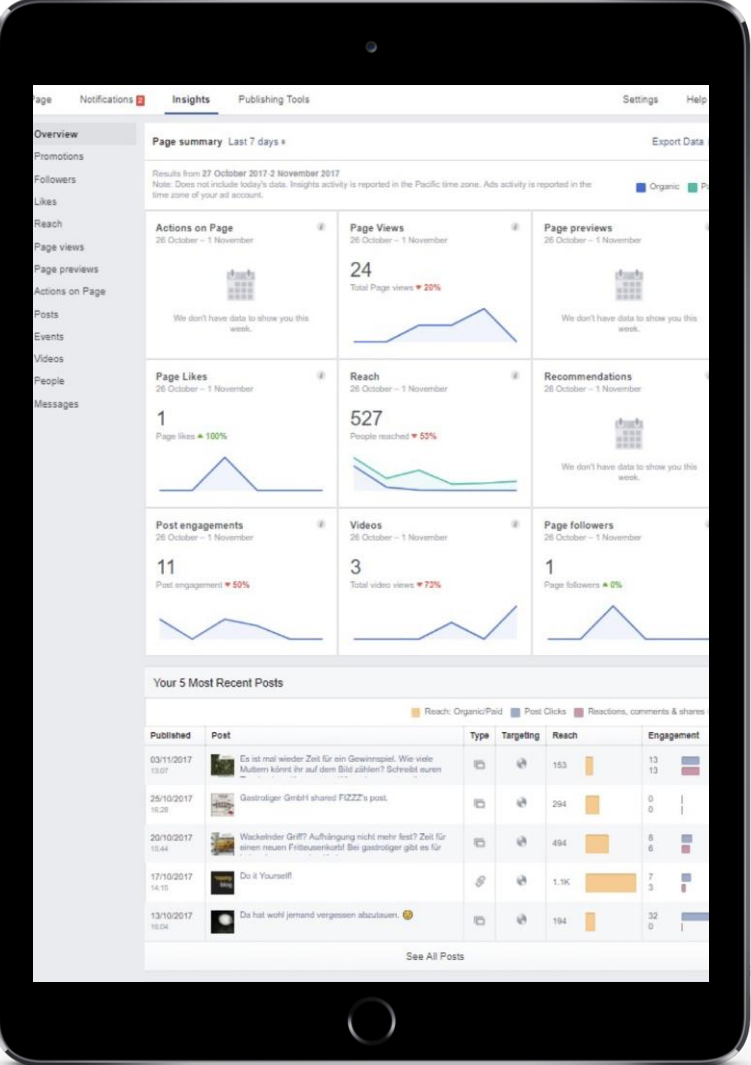 Page Notifications 2 Insights Publishing Tools Settings Help
Overview
Promotions
Followers
Likes
Reach
Page views
Page previews
Actions on Page
Posts
Events
Videos
People
Messages
Page summary Last 7 days
Export Data
Results from 27 October 2017-2 November 2017
Note: Does not include today's data. Insights activity is reported in the Pacific time zone. Ads activity is reported in the
time zone of your ad account.
Organic
Actions on Page
26 October – 1 November
We don't have data to show you this
week.
Page Views
26 October – 1 November
24
Total Page views ▼ 20%
Page previews
26 October – 1 November
We don't have data to show you this
week.
Page Likes
26 October – 1 November
1
Page likes ▲ 100%
Reach
26 October – 1 November
527
People reached ▼ 53%
Recommendations
26 October – 1 November
We don't have data to show you this
week.
Post engagements
26 October – 1 November
11
Post engagement ▼ 50%
Videos
26 October – 1 November
3
Total video views ▼ 73%
Page followers
26 October – 1 November
1
Page followers ▲ 0%
Your 5 Most Recent Posts
Reach: Organic/Paid Post Clicks Reactions, comments & shares
Published Post Type Targeting Reach Engagement
03/11/2017
13:07
Es ist mal wieder Zeit für ein Gewinnspiel. Wie viele
Muttern könnt ihr auf dem Bild zählen? Schreibt euren
153
13
13
25/10/2017
16:28
Gastrotiger GmbH shared FIZZZ's post.
294
0
0
20/10/2017
15:44
Wackelnder Griff? Aufhängung nicht mehr fest? Zeit für
einen neuen Fritteusenkorb! Bei gastrotiger gibt es für
494
8
6
17/10/2017
14:15
Do it Yourself!
1.1K
7
3
13/10/2017
15:04
Da hat wohl jemand vergessen abzutauen. 😢
194
32
0
See All Posts